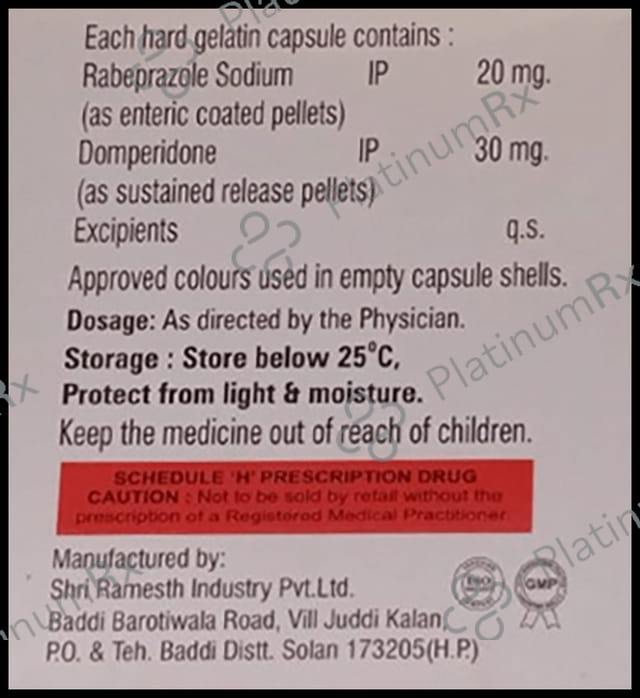 Each hard gelatin capsule contains :
Rabeprazole Sodium IP 20 mg.
(as enteric coated pellets)
Domperidone IP 30 mg.
(as sustained release pellets)
Excipients q.s.
Approved colours used in empty capsule shells.
Dosage: As directed by the Physician.
Storage : Store below 25°C,
Protect from light & moisture.
Keep the medicine out of reach of children.
SCHEDULE 'H' PRESCRIPTION DRUG
CAUTION : Not to be sold by retail without the
prescription of a Registered Medical Practitioner.
Manufactured by:
Shri Ramesth Industry Pvt.Ltd.
Baddi Barotiwala Road, Vill Juddi Kalan,
P.O. & Teh. Baddi Distt. Solan 173205(H.P.)
ISO
GMP
PlatinumRx
PlatinumRx